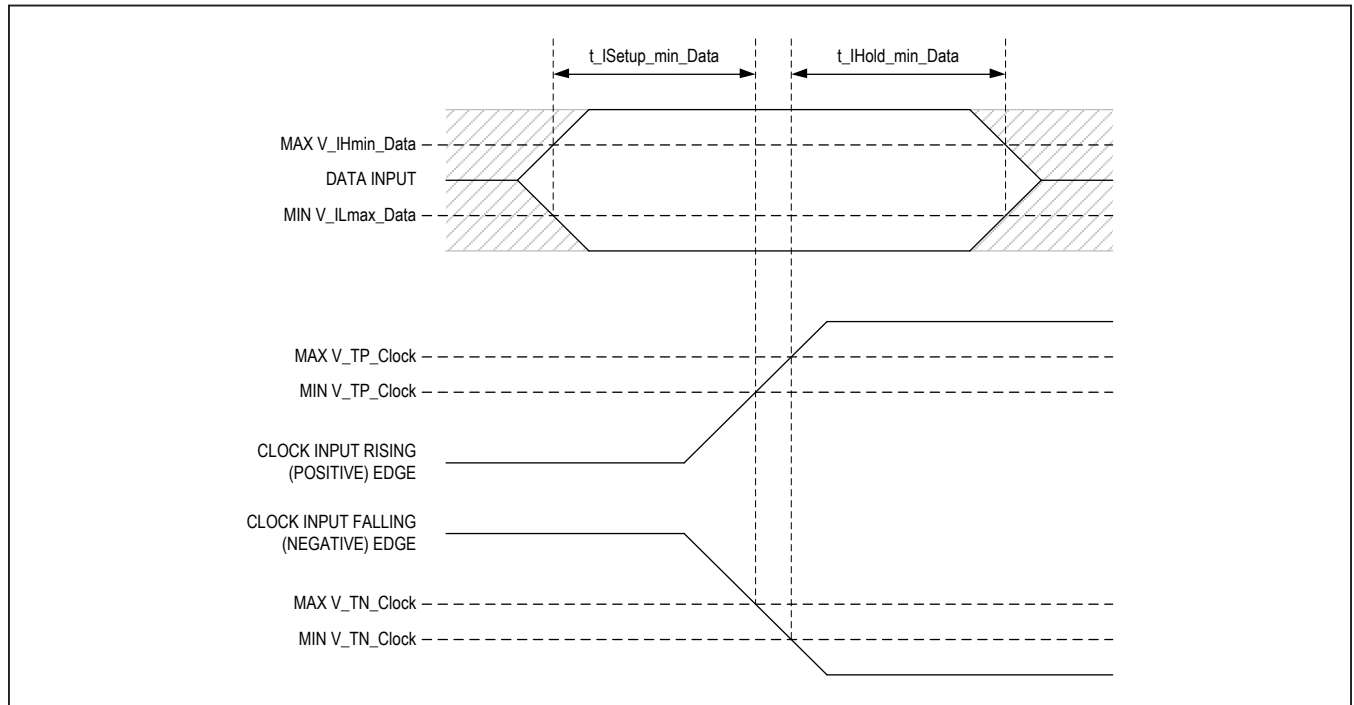 t_ISetup_min_Data
t_IHold_min_Data
MAX V_IHmin_Data
DATA INPUT
MIN V_ILmax_Data
MAX V_TP_Clock
MIN V_TP_Clock
CLOCK INPUT RISING
(POSITIVE) EDGE
CLOCK INPUT FALLING
(NEGATIVE) EDGE
MAX V_TN_Clock
MIN V_TN_Clock